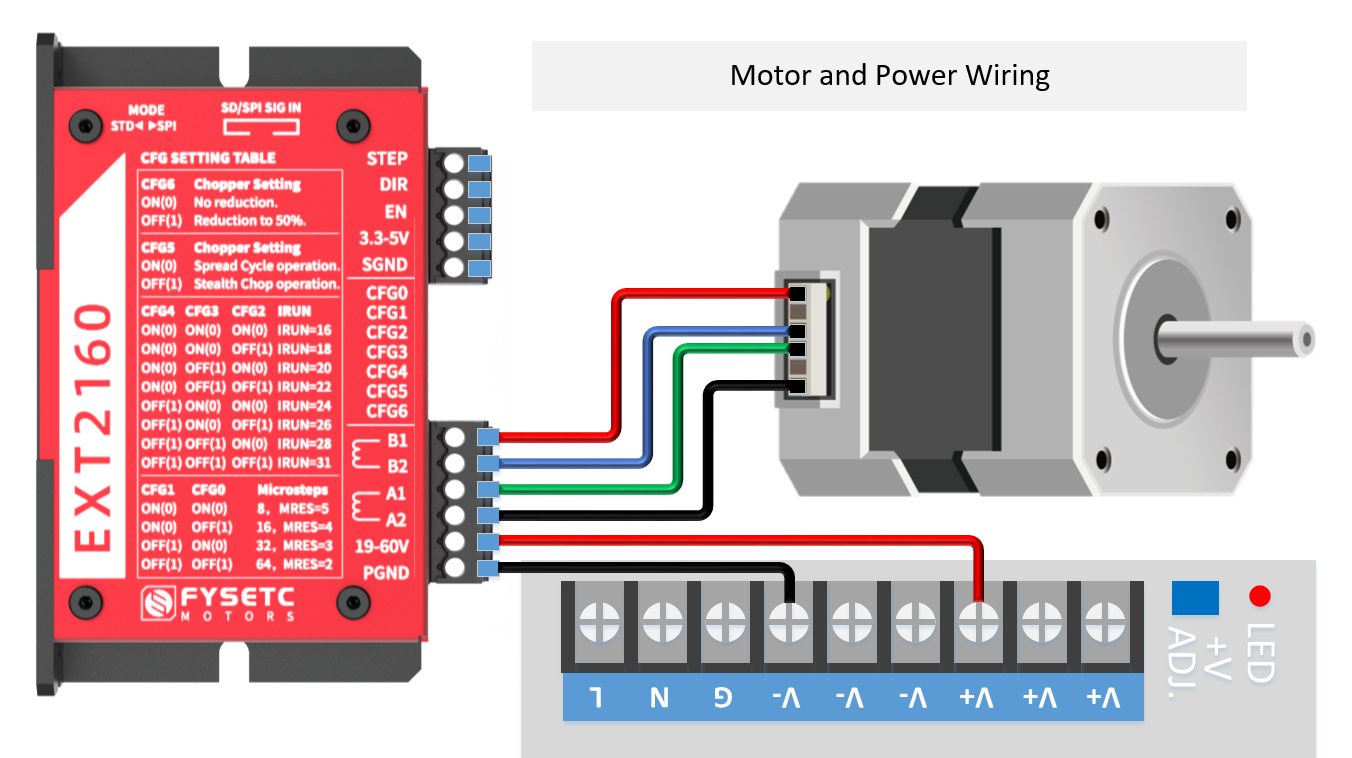 Motor and Power Wiring
MODE
STD◄ ►SPI
SD/SPI SIG IN
CFG SETTING TABLE
CFG6 Chopper Setting
ON(0) No reduction.
OFF(1) Reduction to 50%.
CFG5 Chopper Setting
ON(0) Spread Cycle operation.
OFF(1) Stealth Chop operation.
CFG4 CFG3 CFG2 IRUN
ON(0) ON(0) ON(0) IRUN=16
ON(0) ON(0) OFF(1) IRUN=18
ON(0) OFF(1) ON(0) IRUN=20
ON(0) OFF(1) OFF(1) IRUN=22
OFF(1) ON(0) ON(0) IRUN=24
OFF(1) ON(0) OFF(1) IRUN=26
OFF(1) OFF(1) ON(0) IRUN=28
OFF(1) OFF(1) OFF(1) IRUN=31
CFG1 CFG0 Microsteps
ON(0) ON(0) 8, MRES=5
ON(0) OFF(1) 16, MRES=4
OFF(1) ON(0) 32, MRES=3
OFF(1) OFF(1) 64, MRES=2
EXT2160
FYSETC
MOTORS
STEP
DIR
EN
3.3-5V
SGND
CFG0
CFG1
CFG2
CFG3
CFG4
CFG5
CFG6
B1
B2
A1
A2
19-60V
PGND
L N G V- V- V- V+ V+ V+
+V
ADJ.
LED